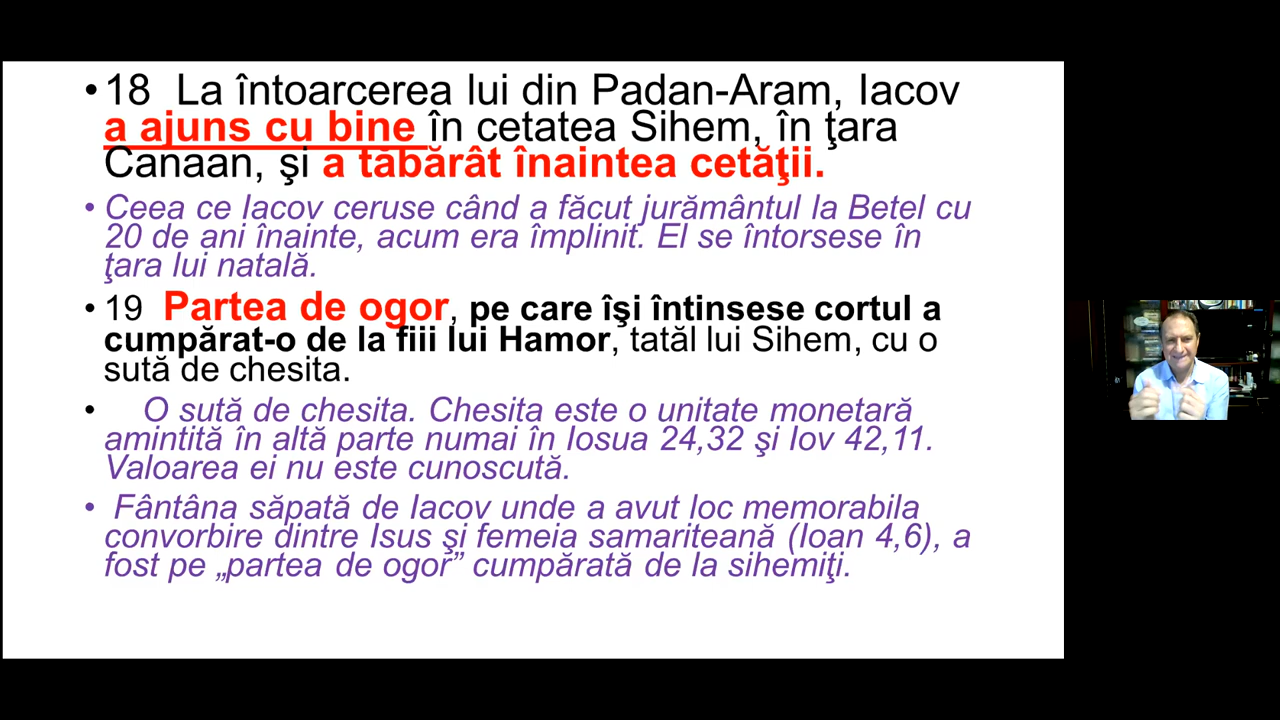 •18 La întoarcerea lui din Padan-Aram, Iacov
a ajuns cu bine în cetatea Sihem, în ţara
Canaan, şi a tăbărât înaintea cetăţii.
• Ceea ce Iacov ceruse când a făcut jurământul la Betel cu
20 de ani înainte, acum era împlinit. El se întorsese în
ţara lui natală.
• 19 Partea de ogor, pe care îşi întinsese cortul a
cumpărat-o de la fiii lui Hamor, tatăl lui Sihem, cu o
sută de chesita.
• O sută de chesita. Chesita este o unitate monetară
amintită în altă parte numai în Iosua 24,32 şi Iov 42,11.
Valoarea ei nu este cunoscută.
• Fântâna săpată de Iacov unde a avut loc memorabila
convorbire dintre Isus şi femeia samariteană (Ioan 4,6), a
fost pe „partea de ogor” cumpărată de la sihemiţi.